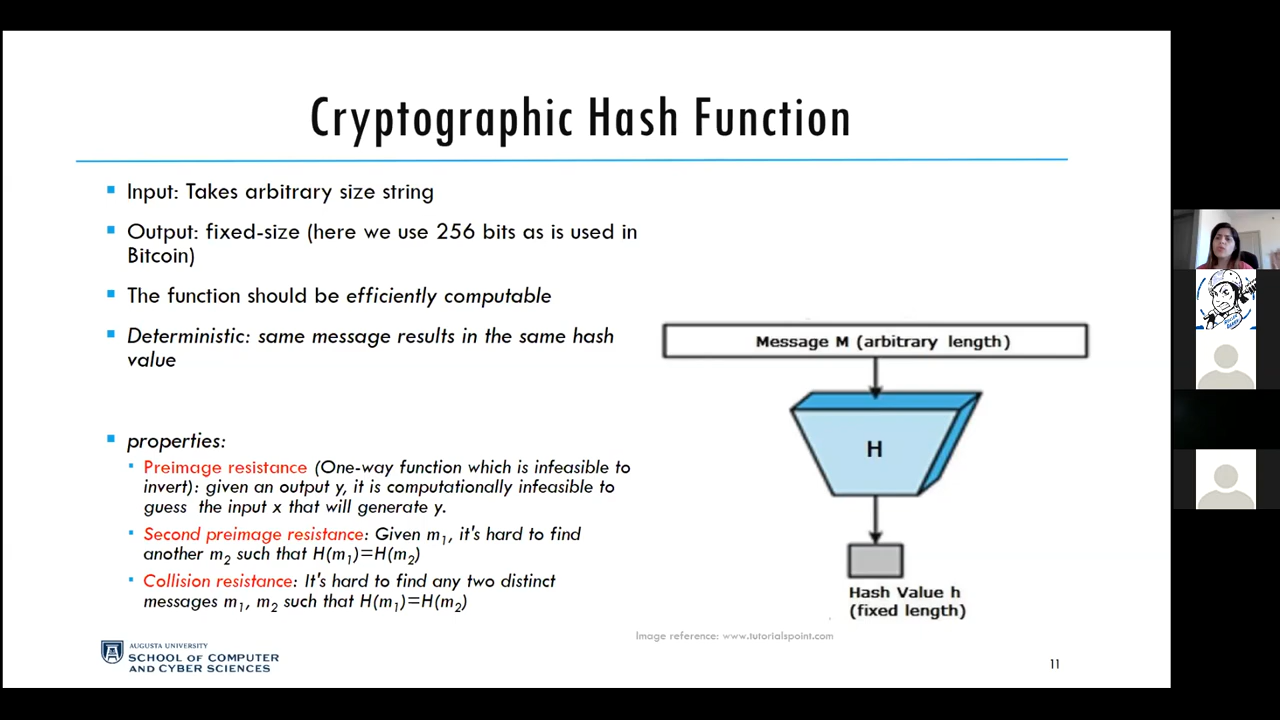 Cryptographic Hash Function
Input: Takes arbitrary size string
Output: fixed-size (here we use 256 bits as is used in
Bitcoin)
The function should be efficiently computable
Deterministic: same message results in the same hash
value
properties:
Preimage resistance (One-way function which is infeasible to
invert): given an output y, it is computationally infeasible to
guess the input x that will generate y.
Second preimage resistance: Given m1, it's hard to find
another m2 such that H(m1)=H(m2)
Collision resistance: It's hard to find any two distinct
messages m1, m2 such that H(m1)=H(m2)
Message M (arbitrary length)
H
Hash Value h
(fixed length)
Image reference: www.tutorialspoint.com
AUGUSTA UNIVERSITY
SCHOOL OF COMPUTER
AND CYBER SCIENCES
11